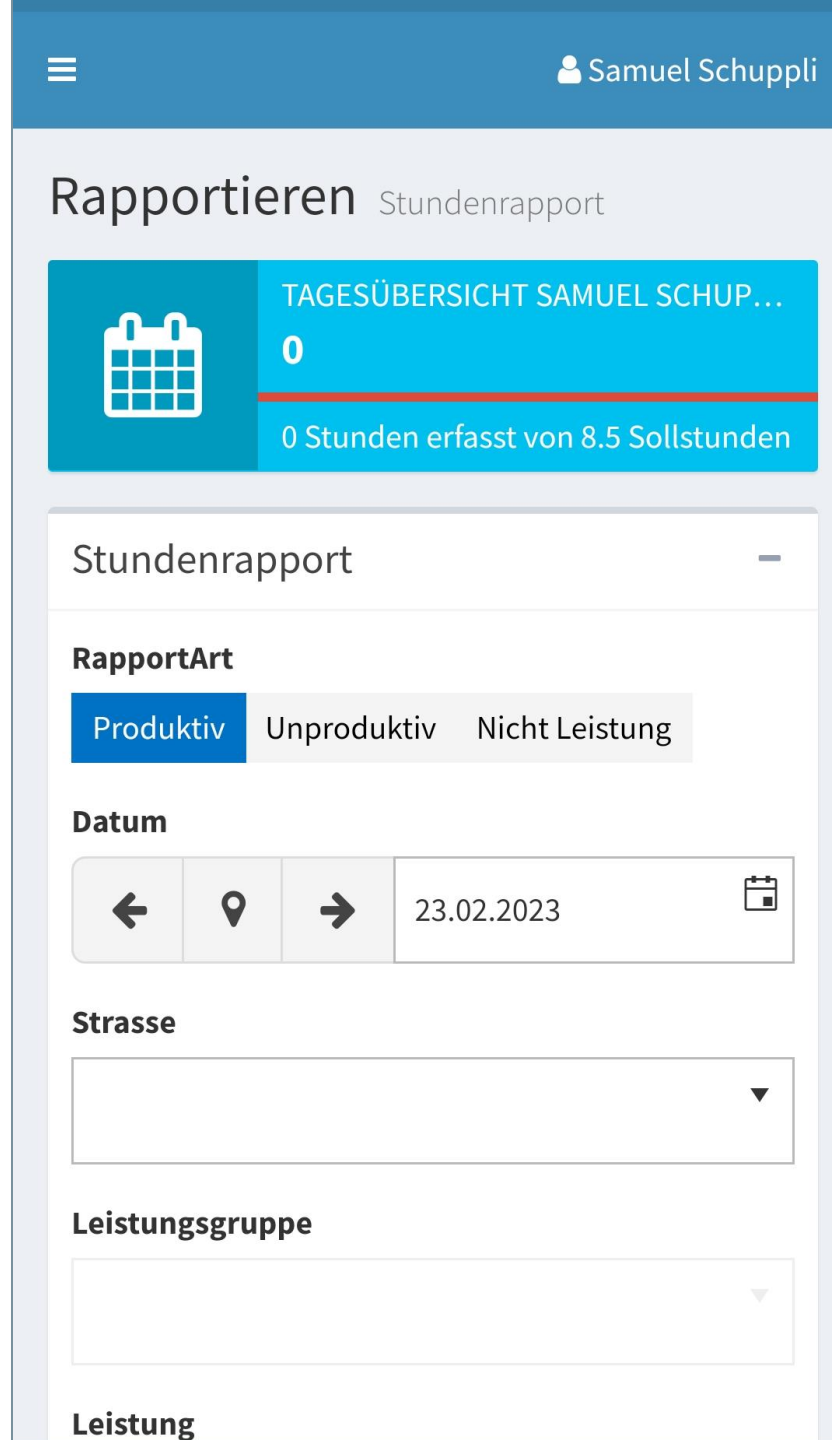 Samuel Schuppli
Rapportieren Stundenrapport
TAGESÜBERSICHT SAMUEL SCHUP...
0
0 Stunden erfasst von 8.5 Sollstunden
Stundenrapport
RapportArt
Produktiv Unproduktiv Nicht Leistung
Datum
23.02.2023
Strasse
Leistungsgruppe
Leistung